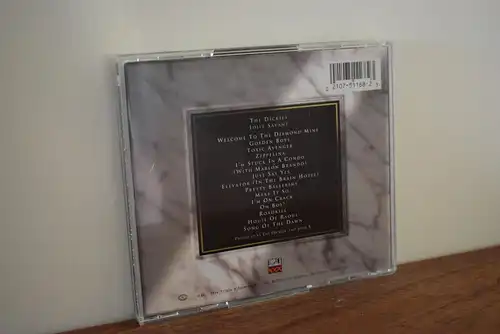 The Dickies
Idjit Savant
Welcome To The Diamond Mine
Golden Boys
Toxic Avenger
Zeppelina
I'm Stuck In A Condo
(With Marlon Brando)
Just Say Yes
Elevator (In The Brain Hotel)
Pretty Ballerina
Make It So
I'm On Crack
Oh Boy!
Roadkill
House Of Raoul
Song Of The Dawn